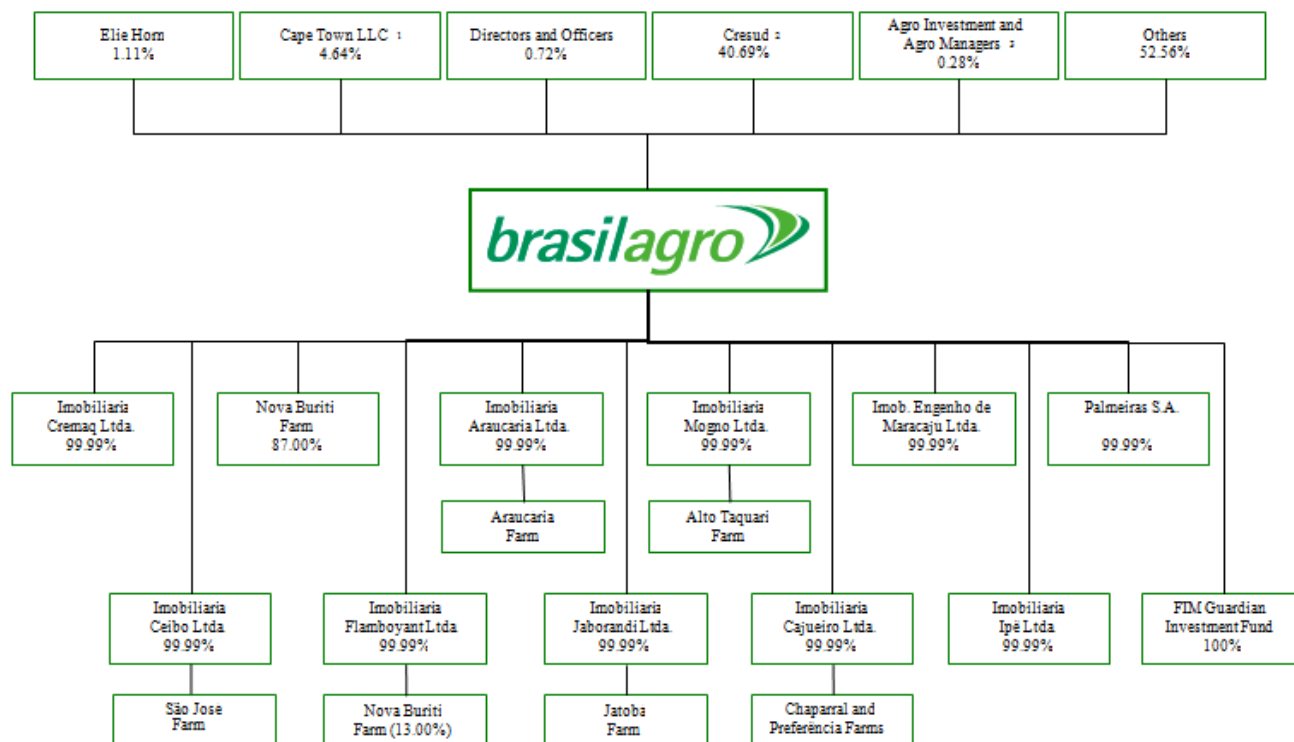 Elie Horn
1.11%
Cape Town LLC 1
4.64%
Directors and Officers
0.72%
Cresud 2
40.69%
Agro Investment and
Agro Managers 3
0.28%
Others
52.56%
brasilagro
Imobiliaria
Cremaq Ltda.
99.99%
Nova Buriti
Farm
87.00%
Imobiliaria
Araucaria Ltda.
99.99%
Imobiliaria
Mogno Ltda.
99.99%
Imob. Engenho de
Maracaju Ltda.
99.99%
Palmeiras S.A.
99.99%
Araucaria
Farm
Alto Taquari
Farm
Imobiliaria
Ceibo Ltda.
99.99%
Imobiliaria
Flamboyant Ltda.
99.99%
Imobiliaria
Jaborandi Ltda.
99.99%
Imobiliaria
Cajueiro Ltda.
99.99%
Imobiliaria
Ipê Ltda.
99.99%
FIM Guardian
Investment Fund
100%
São Jose
Farm
Nova Buriti
Farm (13.00%)
Jatoba
Farm
Chaparral and
Preferência Farms